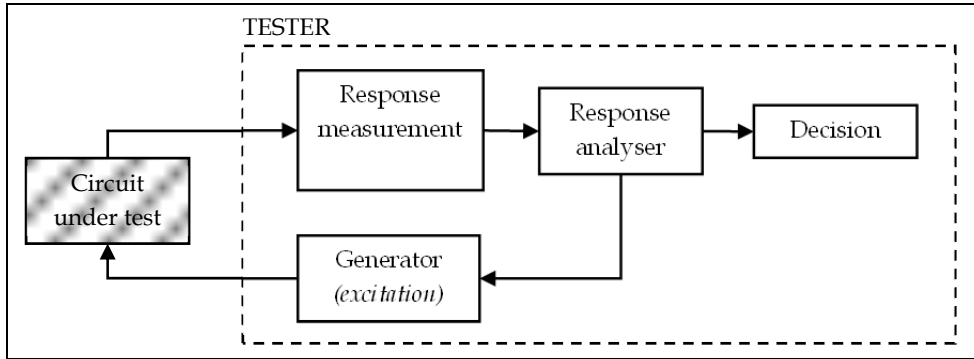 TESTER
Response
measurement
Response
analyser
Decision
Circuit
under test
Generator
(excitation)